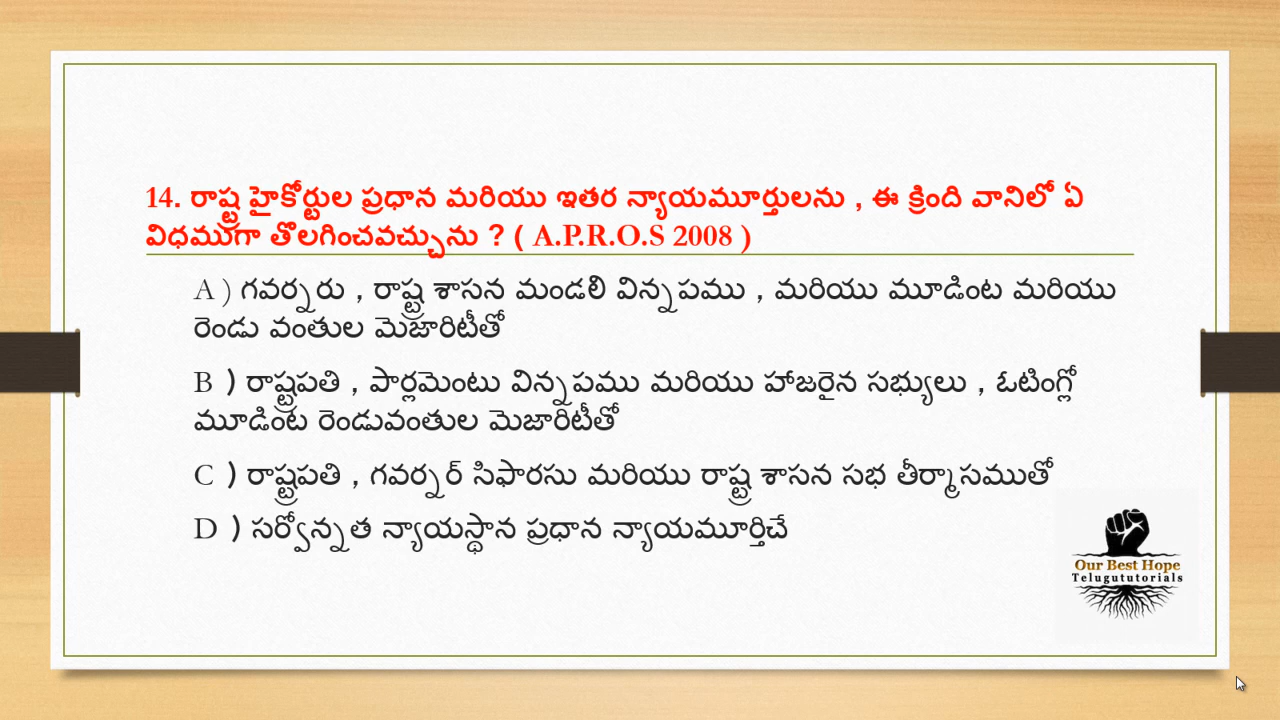 14. రాష్ట్ర హైకోర్టుల ప్రధాన మరియు ఇతర న్యాయమూర్తులను , ఈ క్రింది వానిలో ఏ
విధముగా తొలగించవచ్చును ? ( A.P.R.O.S 2008 )
A ) గవర్నరు , రాష్ట్ర శాసన మండలి విన్నపము , మరియు మూడింట మరియు
రెండు వంతుల మెజారిటీతో
B ) రాష్ట్రపతి , పార్లమెంటు విన్నపము మరియు హాజరైన సభ్యులు , ఓటింగ్లో
మూడింట రెండువంతుల మెజారిటీతో
C ) రాష్ట్రపతి , గవర్నర్ సిఫారసు మరియు రాష్ట్ర శాసన సభ తీర్మాసముతో
D ) సర్వోన్నత న్యాయస్థాన ప్రధాన న్యాయమూర్తిచే
Our Best Hope
Telugututorials